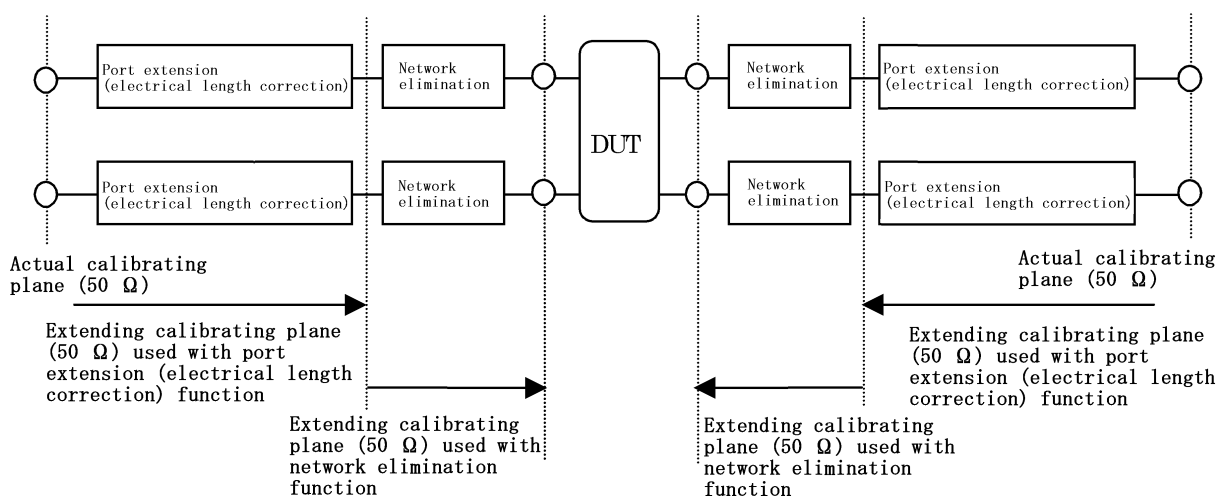 Port extension
(electrical length correction)
Network
elimination
DUT
Network
elimination
Port extension
(electrical length correction)
Port extension
(electrical length correction)
Network
elimination
Network
elimination
Port extension
(electrical length correction)
Actual calibrating
plane (50 Ω)
Actual calibrating
plane (50 Ω)
Extending calibrating plane
(50 Ω) used with port
extension (electrical length
correction) function
Extending calibrating plane
(50 Ω) used with port
extension (electrical length
correction) function
Extending calibrating
plane (50 Ω) used with
network elimination
function
Extending calibrating
plane (50 Ω) used with
network elimination
function